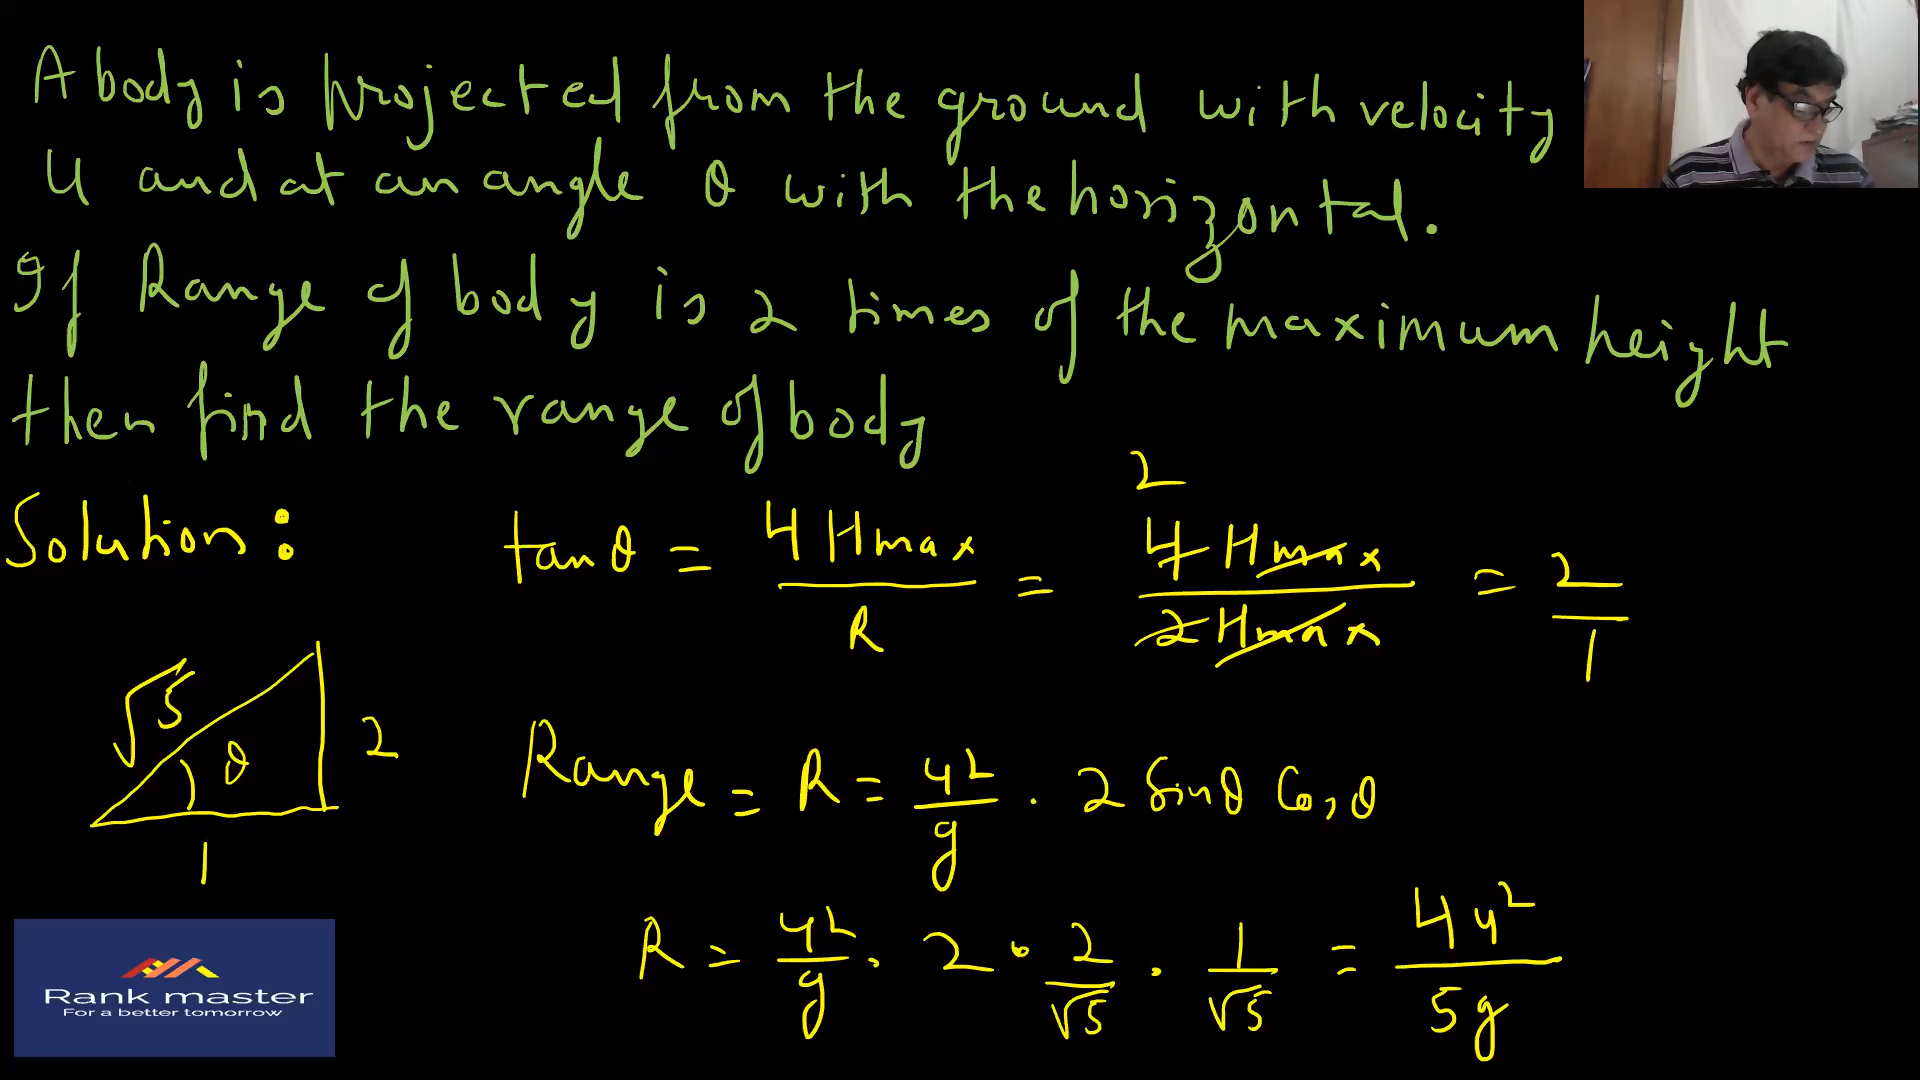 A body is projected from the ground with velocity
u and at an angle θ with the horizontal.
If Range of body is 2 times of the maximum height
then find the range of body
Solution: tan θ = 4 Hmax / R = 4 Hmax / 2 Hmax = 2 / 1
2
√5 θ 2
1
Range = R = u² / g . 2 Sinθ Cosθ
R = u² / g . 2 . 2 / √5 . 1 / √5 = 4u² / 5g
Rank master
For a better tomorrow